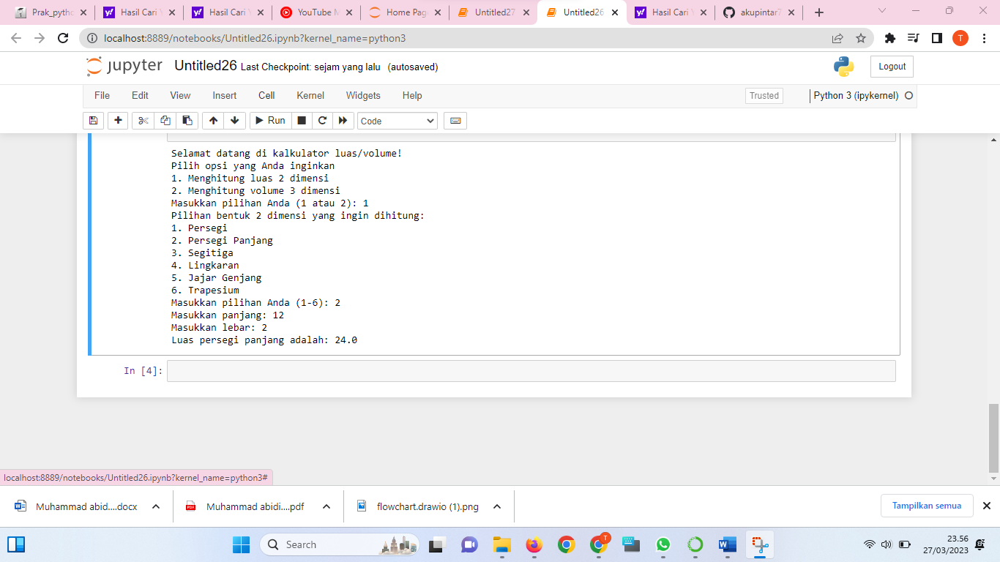 Prak_pytho
Hasil Cari Y
Hasil Cari Y
YouTube M
Home Page
Untitled27
Untitled26
Hasil Cari Y
akupintar7
localhost:8889/notebooks/Untitled26.ipynb?kernel_name=python3
T
jupyter Untitled26 Last Checkpoint: sejam yang lalu (autosaved)
Logout
File Edit View Insert Cell Kernel Widgets Help
Trusted
Python 3 (ipykernel)
Run
Code
Selamat datang di kalkulator luas/volume!
Pilih opsi yang Anda inginkan
1. Menghitung luas 2 dimensi
2. Menghitung volume 3 dimensi
Masukkan pilihan Anda (1 atau 2): 1
Pilihan bentuk 2 dimensi yang ingin dihitung:
1. Persegi
2. Persegi Panjang
3. Segitiga
4. Lingkaran
5. Jajar Genjang
6. Trapesium
Masukkan pilihan Anda (1-6): 2
Masukkan panjang: 12
Masukkan lebar: 2
Luas persegi panjang adalah: 24.0
In [4]:
localhost:8889/notebooks/Untitled26.ipynb?kernel_name=python3#
Muhammad abid....docx
Muhammad abidi....pdf
flowchart.drawio (1).png
Tampilkan semua
Search
T
23.56
27/03/2023